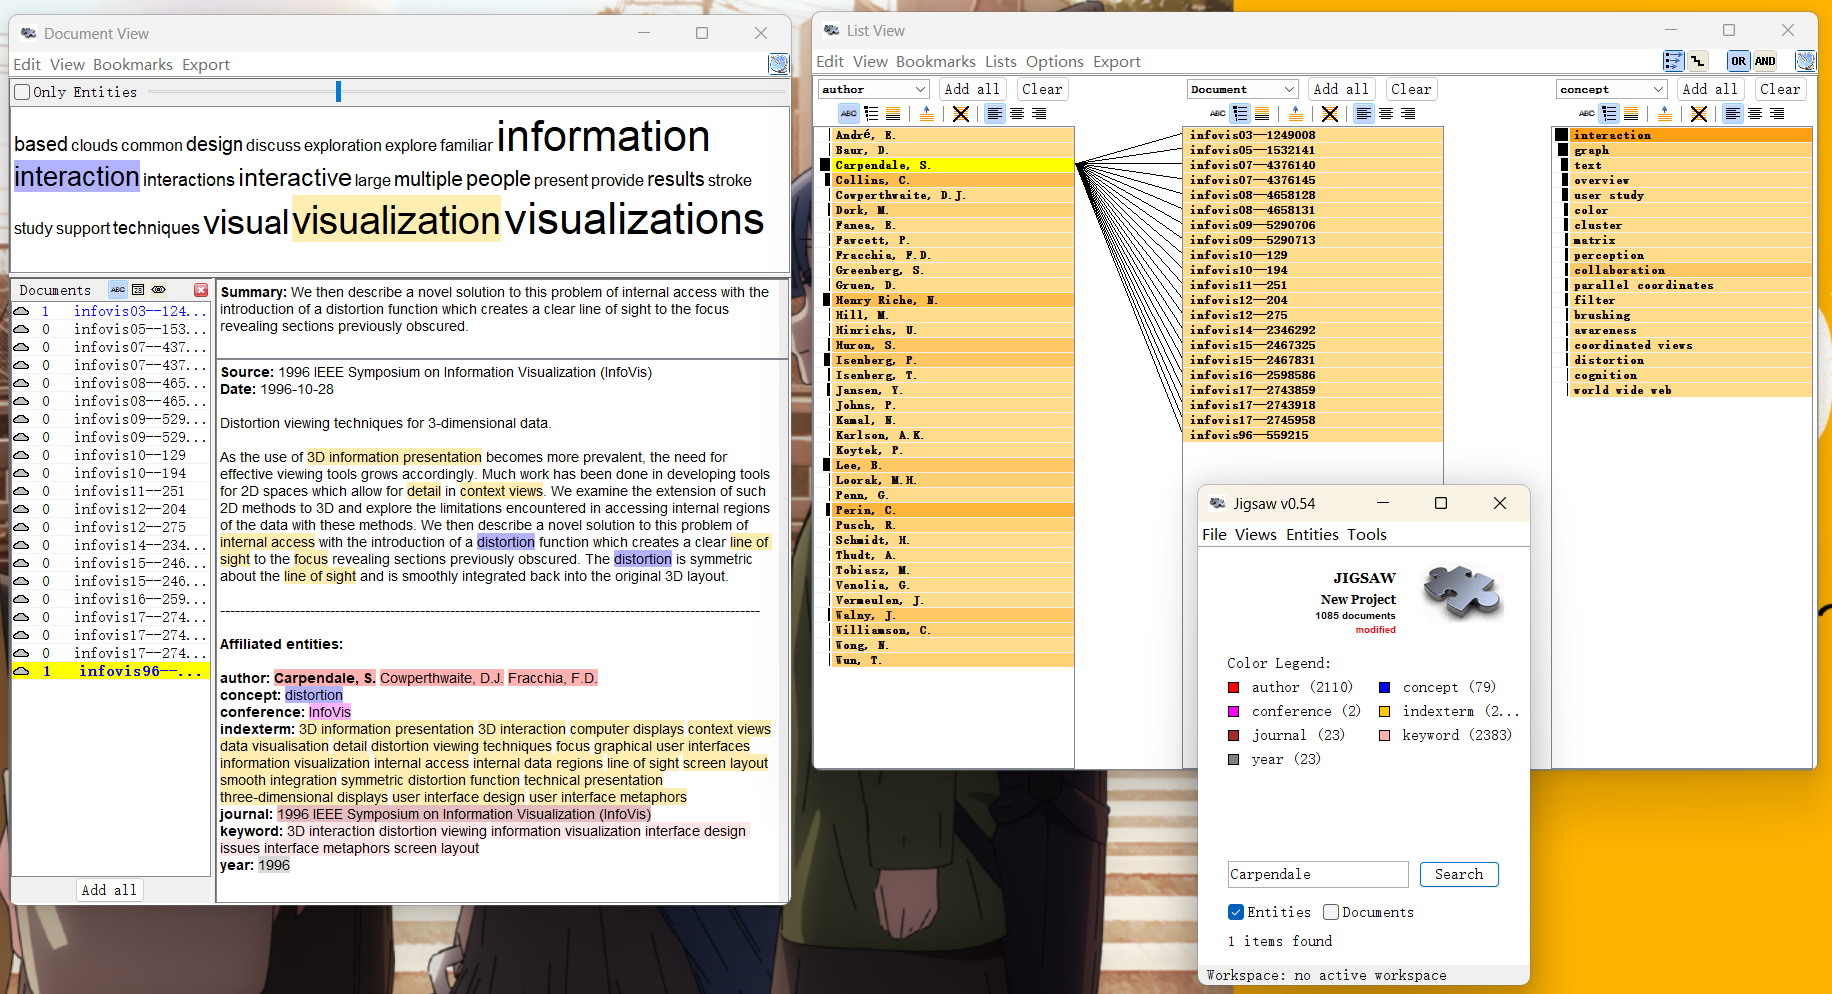 Document View
Edit View Bookmarks Export
Only Entities
based clouds common design discuss exploration explore familiar information
interaction interactions interactive large multiple people present provide results stroke
study support techniques visual visualization visualizations
Documents ABC
1 infovis03--124...
0 infovis05--153...
0 infovis07--437...
0 infovis07--437...
0 infovis08--465...
0 infovis08--465...
0 infovis09--529...
0 infovis09--529...
0 infovis10--129
0 infovis10--194
0 infovis11--251
0 infovis12--204
0 infovis12--275
0 infovis14--234...
0 infovis15--246...
0 infovis15--246...
0 infovis16--259...
0 infovis17--274...
0 infovis17--274...
0 infovis17--274...
1 infovis96--...
Add all
Summary: We then describe a novel solution to this problem of internal access with the
introduction of a distortion function which creates a clear line of sight to the focus
revealing sections previously obscured.
Source: 1996 IEEE Symposium on Information Visualization (InfoVis)
Date: 1996-10-28
Distortion viewing techniques for 3-dimensional data.
As the use of 3D information presentation becomes more prevalent, the need for
effective viewing tools grows accordingly. Much work has been done in developing tools
for 2D spaces which allow for detail in context views. We examine the extension of such
2D methods to 3D and explore the limitations encountered in accessing internal regions
of the data with these methods. We then describe a novel solution to this problem of
internal access with the introduction of a distortion function which creates a clear line of
sight to the focus revealing sections previously obscured. The distortion is symmetric
about the line of sight and is smoothly integrated back into the original 3D layout.
Affiliated entities:
author: Carpendale, S. Cowperthwaite, D.J. Fracchia, F.D.
concept: distortion
conference: InfoVis
indexterm: 3D information presentation 3D interaction computer displays context views
data visualisation detail distortion viewing techniques focus graphical user interfaces
information visualization internal access internal data regions line of sight screen layout
smooth integration symmetric distortion function technical presentation
three-dimensional displays user interface design user interface metaphors
journal: 1996 IEEE Symposium on Information Visualization (InfoVis)
keyword: 3D interaction distortion viewing information visualization interface design
issues interface metaphors screen layout
year: 1996
List View
Edit View Bookmarks Lists Options Export
OR AND
author Add all Clear
ABC
André, E.
Baur, D.
Carpendale, S.
Collins, C.
Cowperthwaite, D.J.
Dork, M.
Fanea, E.
Fawcett, P.
Fracchia, F.D.
Greenberg, S.
Gruen, D.
Henry Riche, N.
Hill, M.
Hinrichs, U.
Huron, S.
Isenberg, P.
Isenberg, T.
Jansen, Y.
Johns, P.
Kamal, N.
Karlson, A.K.
Koytek, P.
Lee, B.
Loorak, M.H.
Penn, G.
Perin, C.
Pusch, R.
Schmidt, H.
Thudt, A.
Tobiasz, M.
Venolia, G.
Vermeulen, J.
Walny, J.
Williamson, C.
Wong, N.
Wun, T.
Document Add all Clear
ABC
infovis03--1249008
infovis05--1532141
infovis07--4376140
infovis07--4376145
infovis08--4658128
infovis08--4658131
infovis09--5290706
infovis09--5290713
infovis10--129
infovis10--194
infovis11--251
infovis12--204
infovis12--275
infovis14--2346292
infovis15--2467325
infovis15--2467831
infovis16--2598586
infovis17--2743859
infovis17--2743918
infovis17--2745958
infovis96--559215
concept Add all Clear
ABC
interaction
graph
text
overview
user study
color
cluster
matrix
perception
collaboration
parallel coordinates
filter
brushing
awareness
coordinated views
distortion
cognition
world wide web
Jigsaw v0.54
File Views Entities Tools
JIGSAW
New Project
1085 documents
modified
Color Legend:
author (2110) concept (79)
conference (2) indexterm (2...
journal (23) keyword (2383)
year (23)
Carpendale Search
Entities Documents
1 items found
Workspace: no active workspace